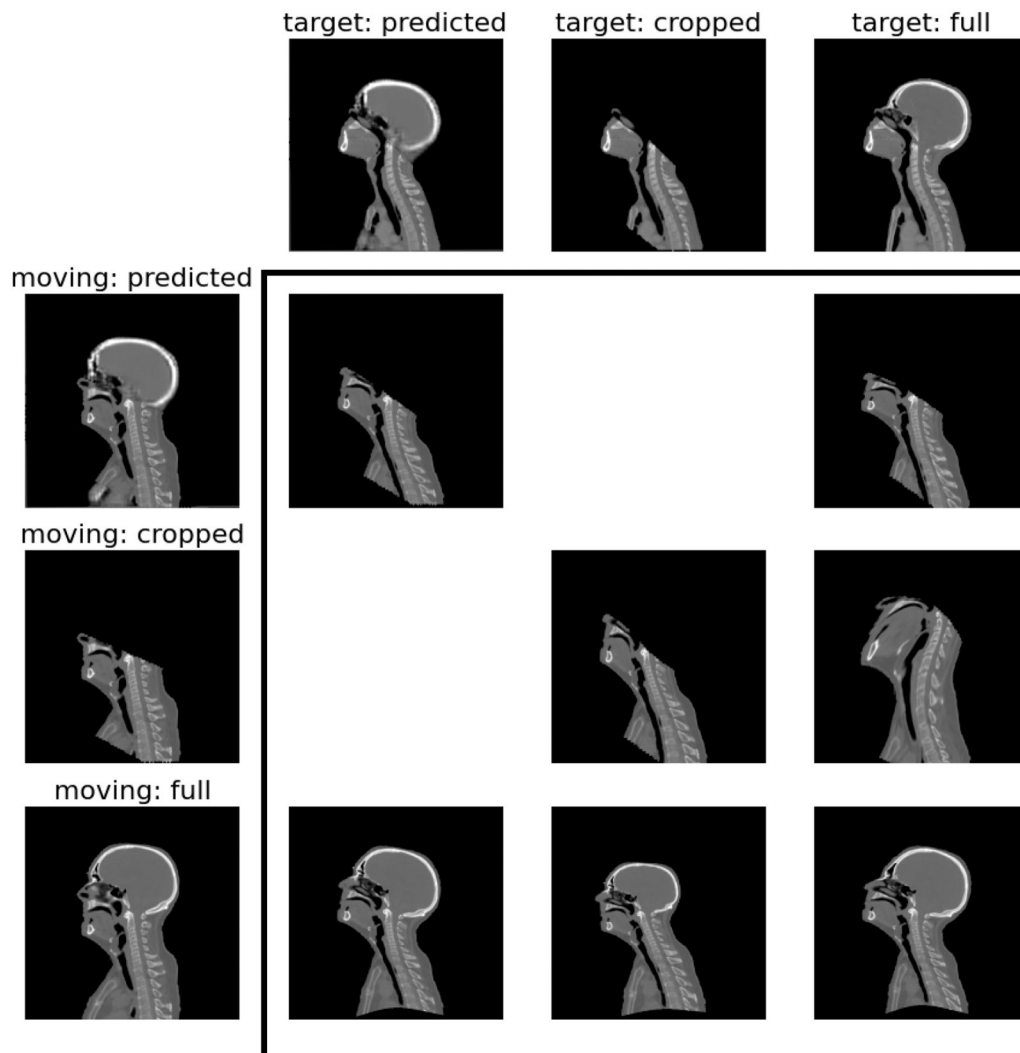 target: predicted
target: cropped
target: full
moving: predicted
moving: cropped
moving: full